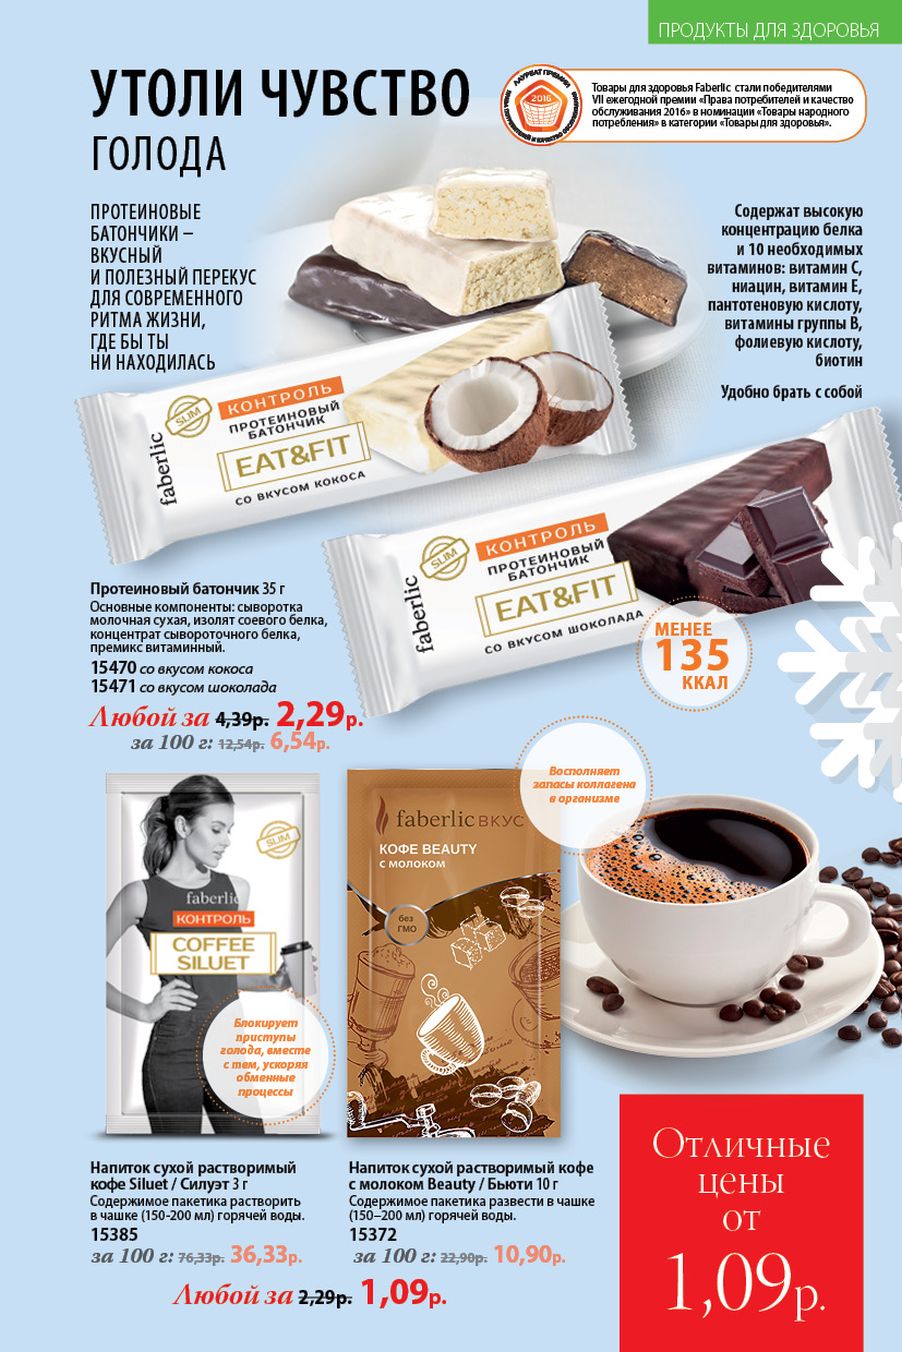 ПРОДУКТЫ ДЛЯ ЗДОРОВЬЯ
УТОЛИ ЧУВСТВО
ГОЛОДА
ЛАУРЕАТ ПРЕМИИ
2016
Товары для здоровья Faberlic стали победителями
VII ежегодной премии «Права потребителей и качество
обслуживания 2016» в номинации «Товары народного
потребления» в категории «Товары для здоровья».
ПРОТЕИНОВЫЕ
БАТОНЧИКИ –
ВКУСНЫЙ
И ПОЛЕЗНЫЙ ПЕРЕКУС
ДЛЯ СОВРЕМЕННОГО
РИТМА ЖИЗНИ,
ГДЕ БЫ ТЫ
НИ НАХОДИЛАСЬ
Содержат высокую
концентрацию белка
и 10 необходимых
витаминов: витамин С,
ниацин, витамин Е,
пантотеновую кислоту,
витамины группы В,
фолиевую кислоту,
биотин
Удобно брать с собой
faberlic
SLIM
КОНТРОЛЬ
ПРОТЕИНОВЫЙ
БАТОНЧИК
EAT&FIT
СО ВКУСОМ КОКОСА
faberlic
SLIM
КОНТРОЛЬ
ПРОТЕИНОВЫЙ
БАТОНЧИК
EAT&FIT
СО ВКУСОМ ШОКОЛАДА
МЕНЕЕ
135
ККАЛ
Протеиновый батончик 35 г
Основные компоненты: сыворотка
молочная сухая, изолят соевого белка,
концентрат сывороточного белка,
премикс витаминный.
15470 со вкусом кокоса
15471 со вкусом шоколада
Любой за 4,39р. 2,29р.
за 100 г: 12,54р. 6,54р.
SLIM
faberlic
КОНТРОЛЬ
COFFEE
SILUET
Блокирует
приступы
голода, вместе
с тем, ускоряя
обменные
процессы
faberlic ВКУС
КОФЕ BEAUTY
С МОЛОКОМ
без
ГМО
Восполняет
запасы коллагена
в организме
Напиток сухой растворимый
кофе Siluet / Силуэт 3 г
Содержимое пакетика растворить
в чашке (150-200 мл) горячей воды.
15385
за 100 г: 76,33р. 36,33р.
Напиток сухой растворимый кофе
с молоком Beauty / Бьюти 10 г
Содержимое пакетика развести в чашке
(150–200 мл) горячей воды.
15372
за 100 г: 22,90р. 10,90р.
Любой за 2,29р. 1,09р.
Отличные
цены
от
1,09р.